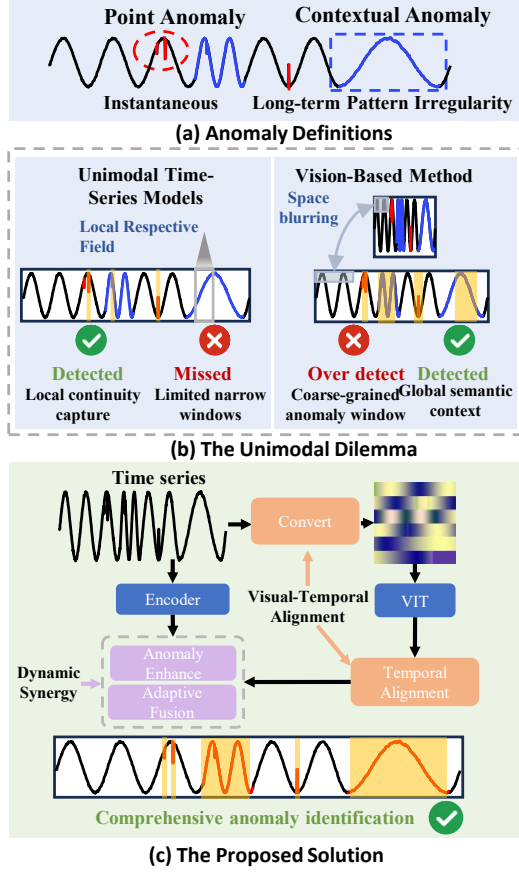 Point Anomaly
Contextual Anomaly
Instantaneous
Long-term Pattern Irregularity
(a) Anomaly Definitions
Unimodal Time-
Series Models
Local Respective
Field
Detected
Local continuity
capture
Missed
Limited narrow
windows
Vision-Based Method
Space
blurring
Over detect
Coarse-grained
anomaly window
Detected
Global semantic
context
(b) The Unimodal Dilemma
Time series
Convert
Encoder
Visual-Temporal
Alignment
VIT
Dynamic
Synergy
Anomaly
Enhance
Adaptive
Fusion
Temporal
Alignment
Comprehensive anomaly identification
(c) The Proposed Solution